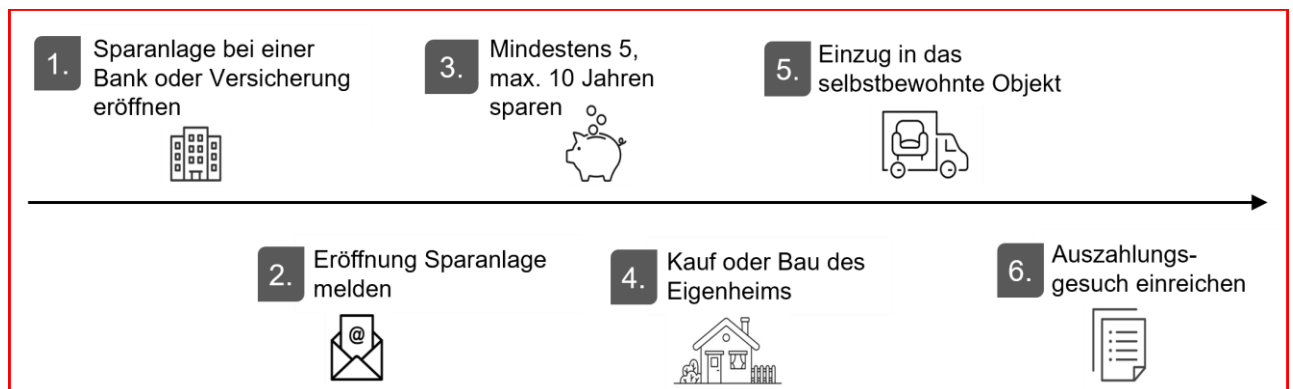 1.
Sparanlage bei einer
Bank oder Versicherung
eröffnen
2.
Eröffnung Sparanlage
melden
@
3.
Mindestens 5,
max. 10 Jahren
sparen
4.
Kauf oder Bau des
Eigenheims
5.
Einzug in das
selbstbewohnte Objekt
6.
Auszahlungs-
gesuch einreichen